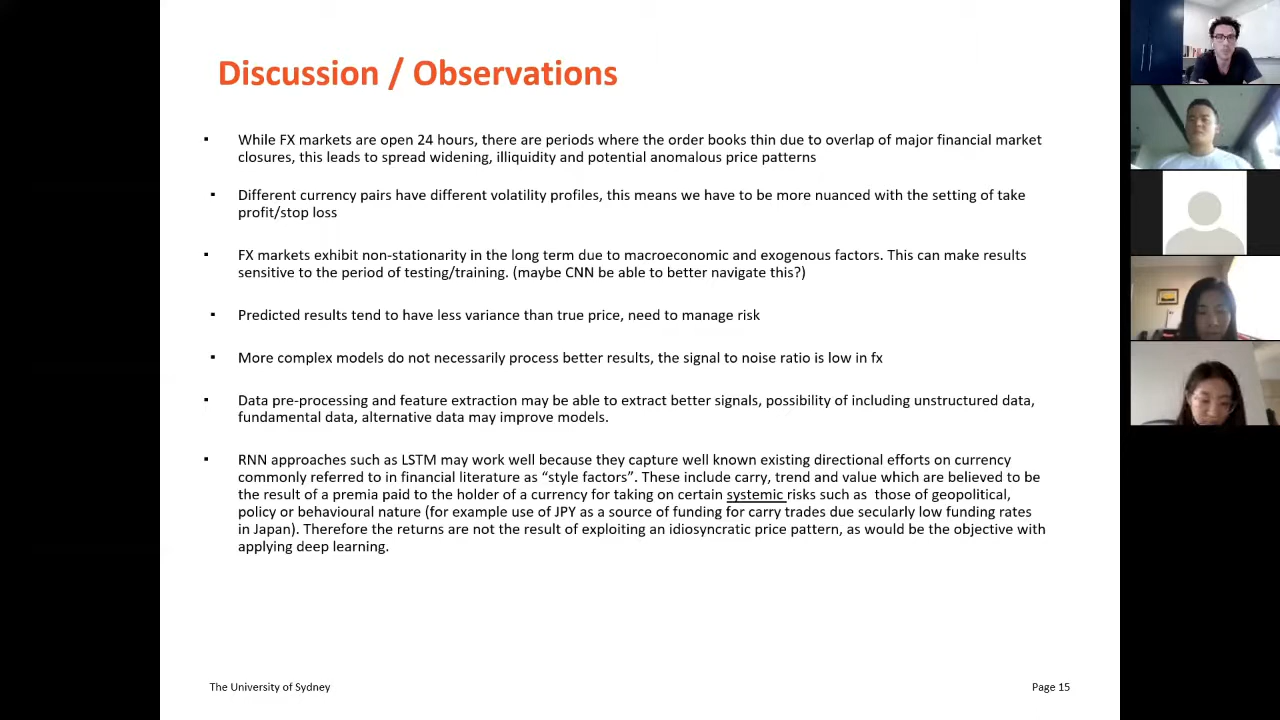 Discussion / Observations
▪ While FX markets are open 24 hours, there are periods where the order books thin due to overlap of major financial market
closures, this leads to spread widening, illiquidity and potential anomalous price patterns
▪ Different currency pairs have different volatility profiles, this means we have to be more nuanced with the setting of take
profit/stop loss
▪ FX markets exhibit non-stationarity in the long term due to macroeconomic and exogenous factors. This can make results
sensitive to the period of testing/training. (maybe CNN be able to better navigate this?)
▪ Predicted results tend to have less variance than true price, need to manage risk
▪ More complex models do not necessarily process better results, the signal to noise ratio is low in fx
▪ Data pre-processing and feature extraction may be able to extract better signals, possibility of including unstructured data,
fundamental data, alternative data may improve models.
▪ RNN approaches such as LSTM may work well because they capture well known existing directional efforts on currency
commonly referred to in financial literature as “style factors”. These include carry, trend and value which are believed to be
the result of a premia paid to the holder of a currency for taking on certain systemic risks such as  those of geopolitical,
policy or behavioural nature (for example use of JPY as a source of funding for carry trades due secularly low funding rates
in Japan). Therefore the returns are not the result of exploiting an idiosyncratic price pattern, as would be the objective with
applying deep learning.
The University of Sydney
Page 15